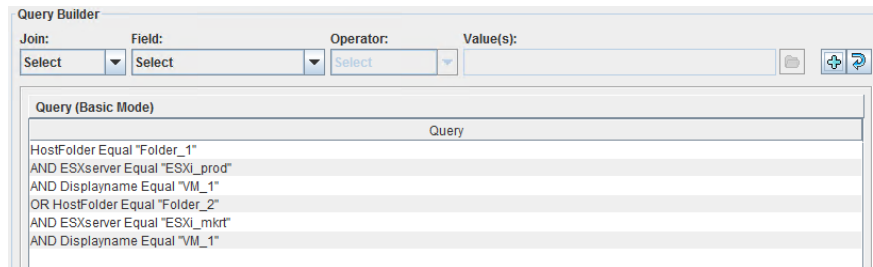 Query Builder
Join: Field: Operator: Value(s):
Select Select Select
Query (Basic Mode)
Query
HostFolder Equal "Folder_1"
AND ESXserver Equal "ESXi_prod"
AND Displayname Equal "VM_1"
OR HostFolder Equal "Folder_2"
AND ESXserver Equal "ESXi_mkrt"
AND Displayname Equal "VM_1"